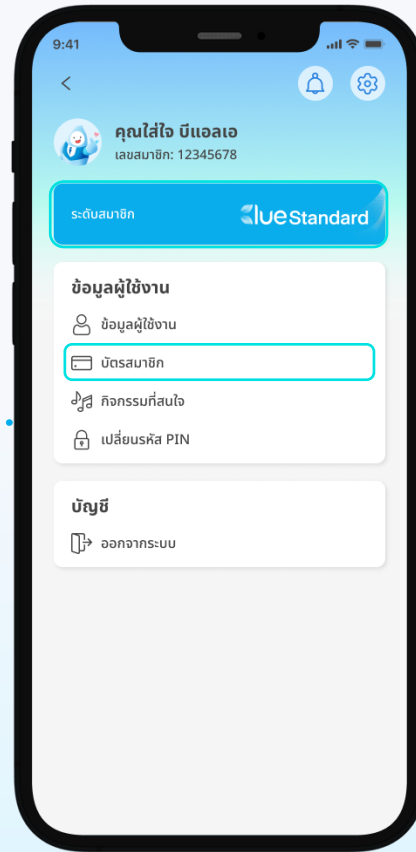 9:41
คุณใส่ใจ บีแอลเอ
เลขสมาชิก: 12345678
ระดับสมาชิก
BlueStandard
ข้อมูลผู้ใช้งาน
ข้อมูลผู้ใช้งาน
บัตรสมาชิก
กิจกรรมที่สนใจ
เปลี่ยนรหัส PIN
บัญชี
ออกจากระบบ